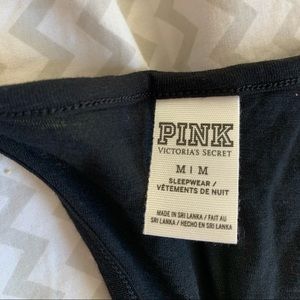 PINK
VICTORIA'S SECRET
M | M
SLEEPWEAR /
VÊTEMENTS DE NUIT
MADE IN SRI LANKA / FAIT AU
SRI LANKA / HECHO EN SRI LANKA